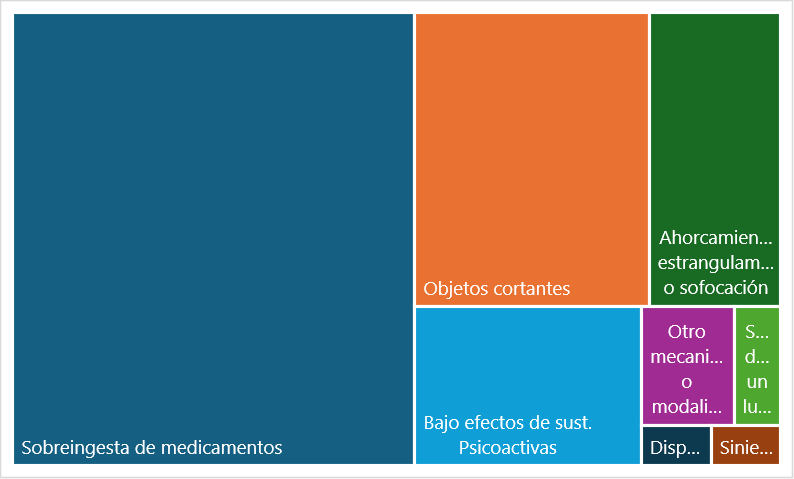 Sobreingesta de medicamentos
Objetos cortantes
Ahorcamien...
estrangulam...
o sofocación
Bajo efectos de sust.
Psicoactivas
Otro
mecani...
o
modali...
S...
d...
un
lu...
Disp...
Sinie...